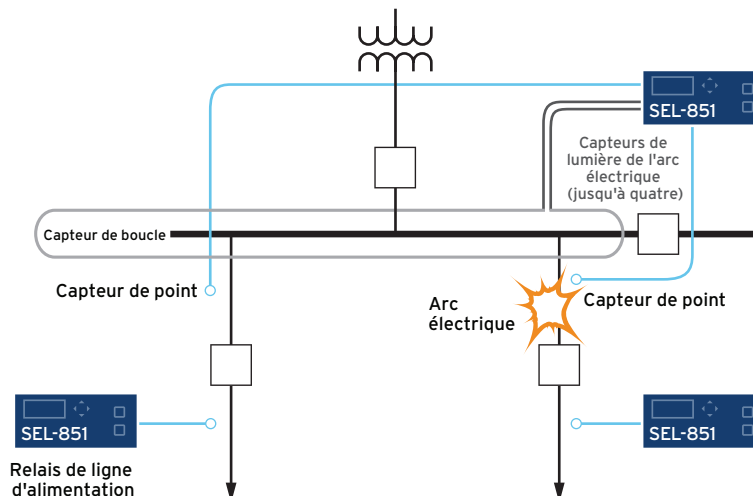 SEL-851
Capteurs de
lumière de l'arc
électrique
(jusqu'à quatre)
Capteur de boucle
Capteur de point
Arc
électrique
Capteur de point
SEL-851
SEL-851
Relais de ligne
d'alimentation